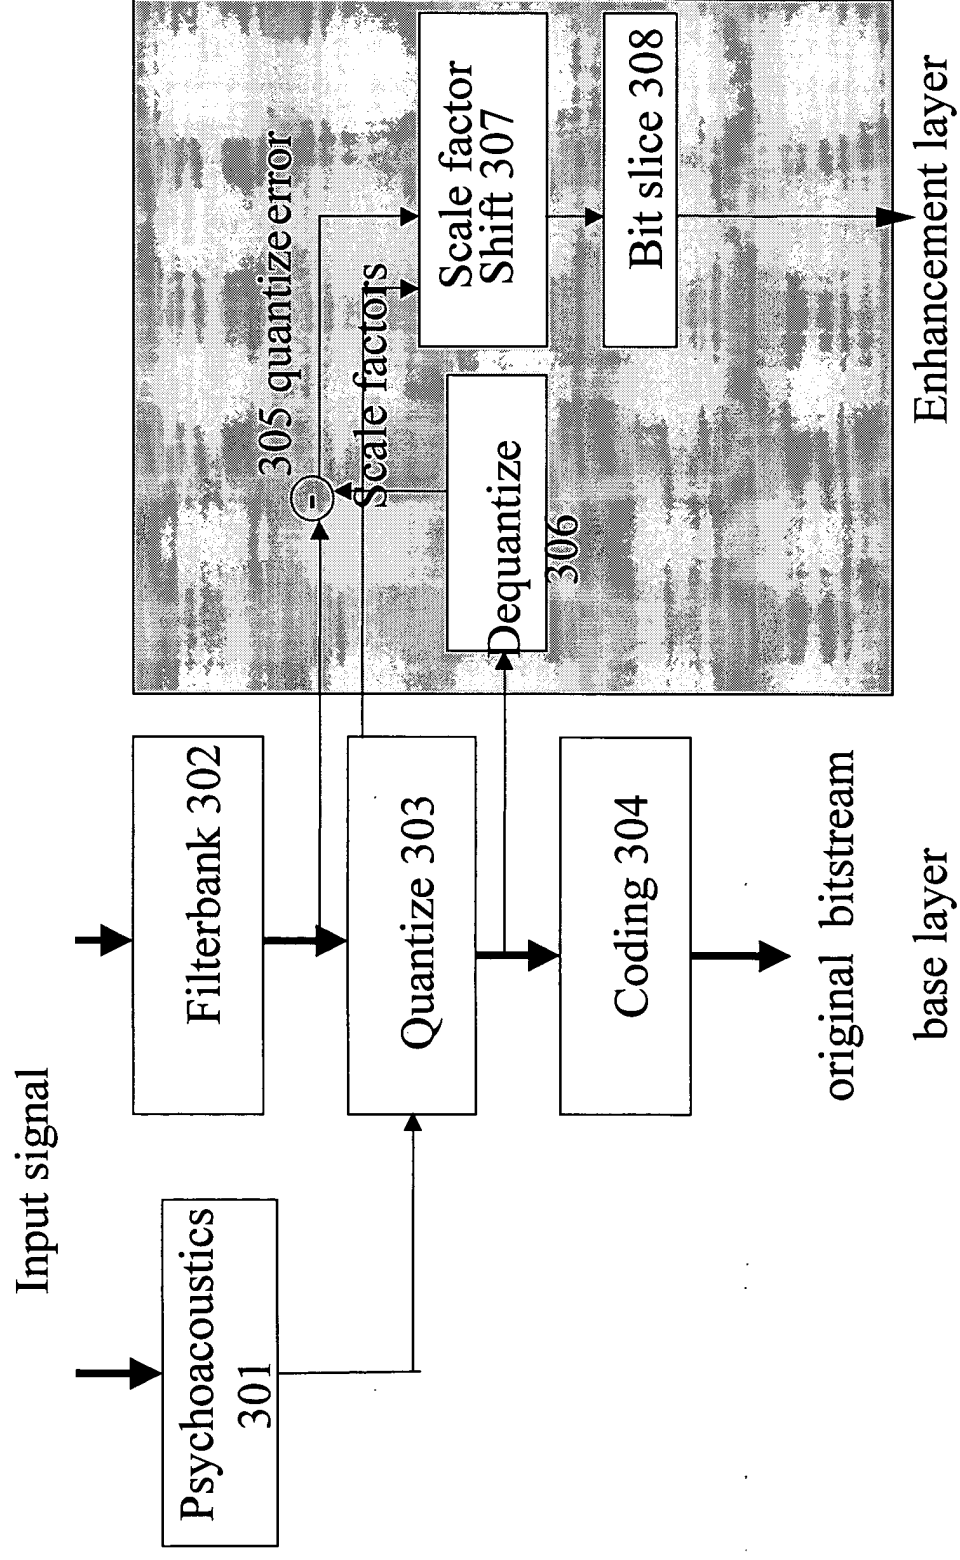 Input signal
Psychoacoustics
301
Filterbank 302
Quantize 303
Coding 304
original bitstream
base layer
305 quantize error
Scale factors
Dequantize
306
Scale factor
Shift 307
Bit slice 308
Enhancement layer